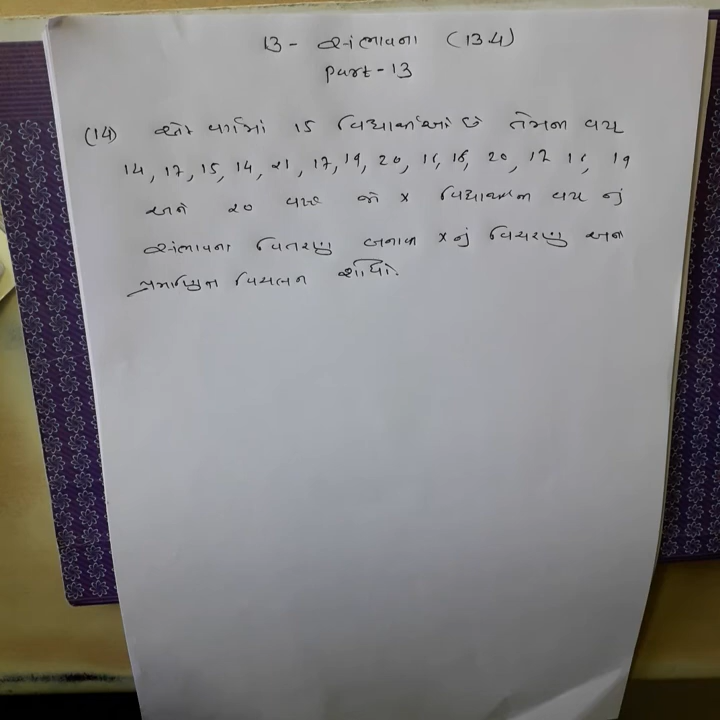 13 - સંભાવના (13.4)
part - 13
(14) એક વર્ગમાં 15 વિદ્યાર્થીઓ છે તેમના વય
14, 17, 15, 14, 21, 17, 19, 20, 16, 18, 20, 17 16, 19
અને 20 વર્ષ જો x વિદ્યાર્થીના વય નું
સંભાવના વિતરણ બનાવો x નું વિચરણ અને
પ્રમાણિત વિચલન શોધો.